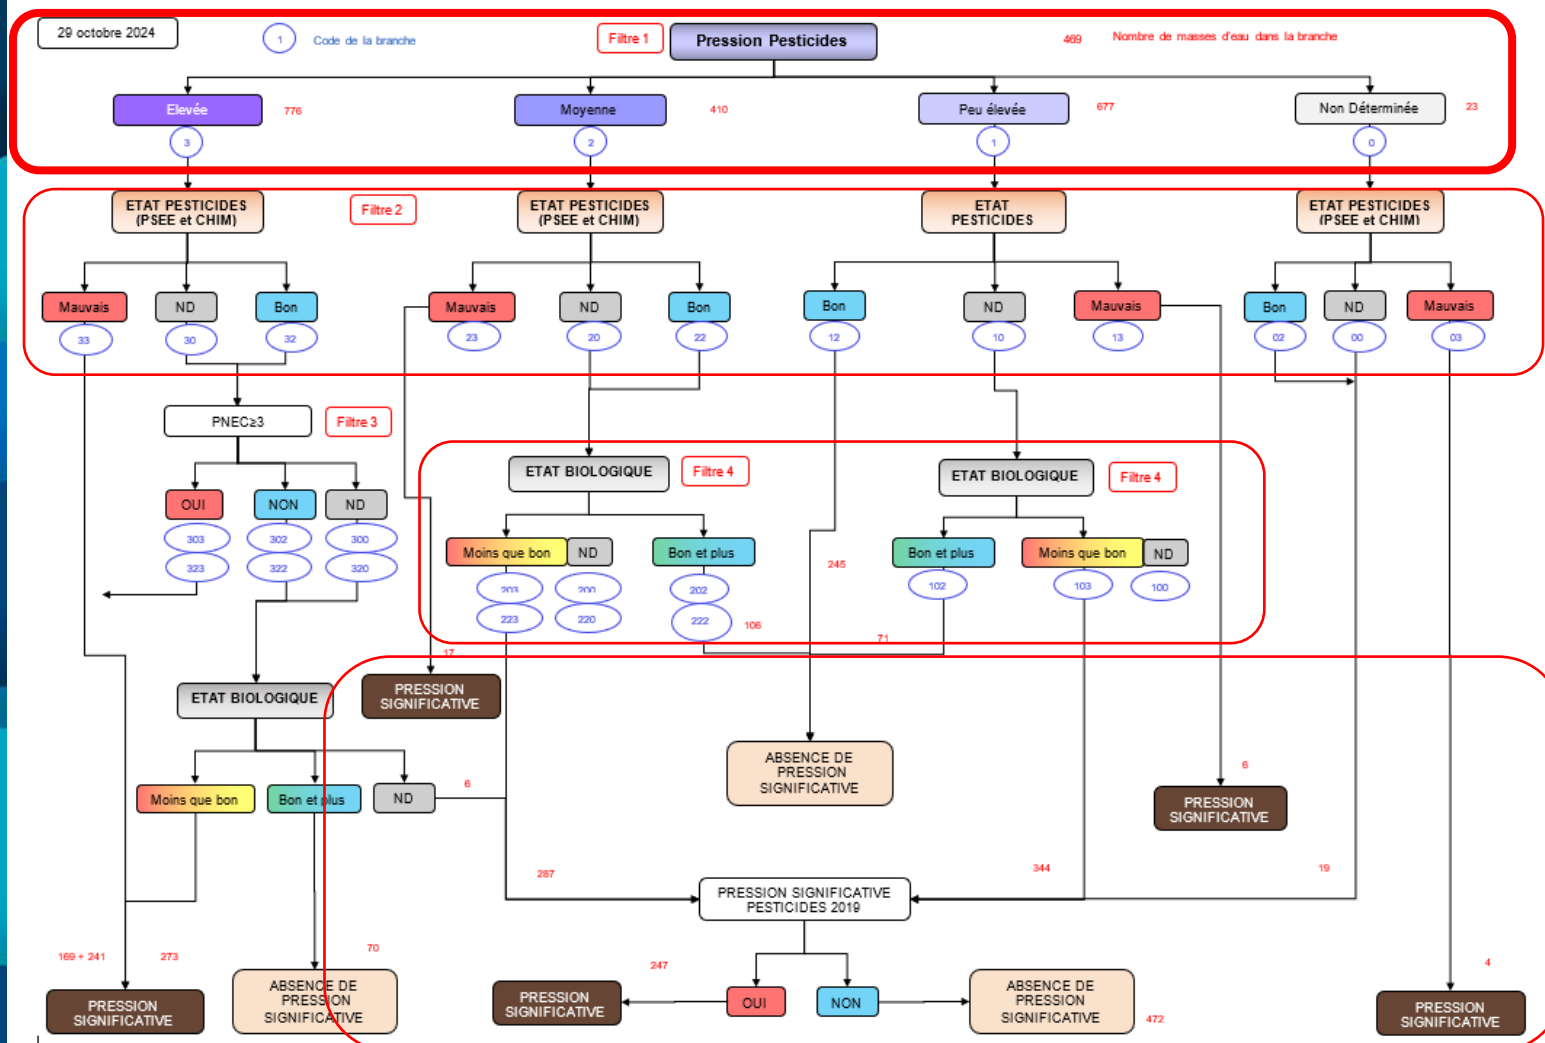 29 octobre 2024
1
Code de la branche
Filtre 1
Pression Pesticides
469
Nombre de masses d'eau dans la branche
Elevée
776
Moyenne
410
Peu élevée
677
Non Déterminée
23
3
2
1
0
ETAT PESTICIDES
(PSEE et CHIM)
Filtre 2
ETAT PESTICIDES
(PSEE et CHIM)
ETAT
PESTICIDES
ETAT PESTICIDES
(PSEE et CHIM)
Mauvais
ND
Bon
Mauvais
ND
Bon
Bon
ND
Mauvais
Bon
ND
Mauvais
33
30
32
23
20
22
12
10
13
02
00
03
PNEC≥3
Filtre 3
ETAT BIOLOGIQUE
Filtre 4
ETAT BIOLOGIQUE
Filtre 4
OUI
NON
ND
303
302
300
323
322
320
Moins que bon
ND
Bon et plus
245
Bon et plus
Moins que bon
ND
203
200
202
102
103
100
223
220
222
106
71
17
ETAT BIOLOGIQUE
PRESSION
SIGNIFICATIVE
ABSENCE DE
PRESSION
SIGNIFICATIVE
6
6
Moins que bon
Bon et plus
ND
PRESSION
SIGNIFICATIVE
287
344
19
PRESSION SIGNIFICATIVE
PESTICIDES 2019
169 + 241
273
70
247
4
PRESSION
SIGNIFICATIVE
ABSENCE DE
PRESSION
SIGNIFICATIVE
PRESSION
SIGNIFICATIVE
OUI
NON
ABSENCE DE
PRESSION
SIGNIFICATIVE
472
PRESSION
SIGNIFICATIVE